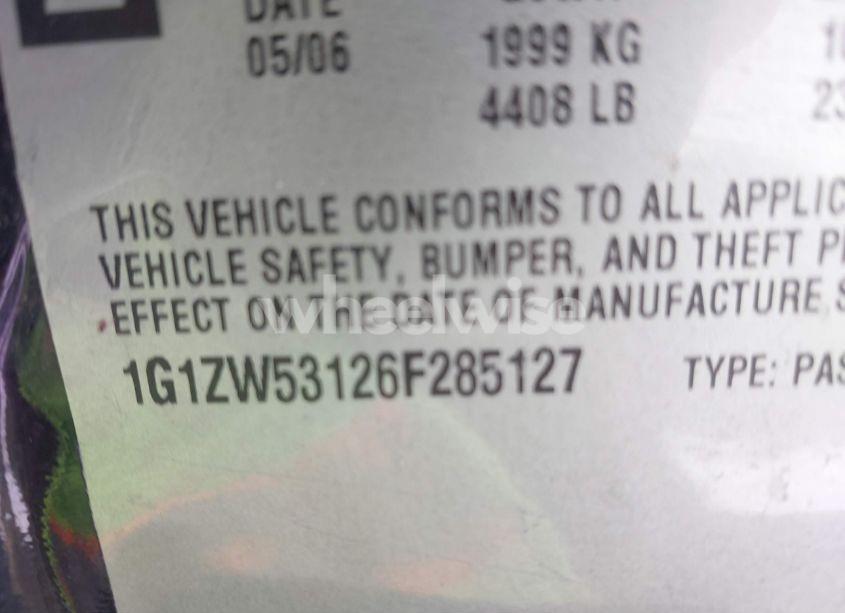 DATE
05/06 1999 KG
4408 LB 23
THIS VEHICLE CONFORMS TO ALL APPLIC
VEHICLE SAFETY, BUMPER, AND THEFT P
EFFECT ON THE DATE OF MANUFACTURE S
wheelwise
1G1ZW53126F285127 TYPE: PAS